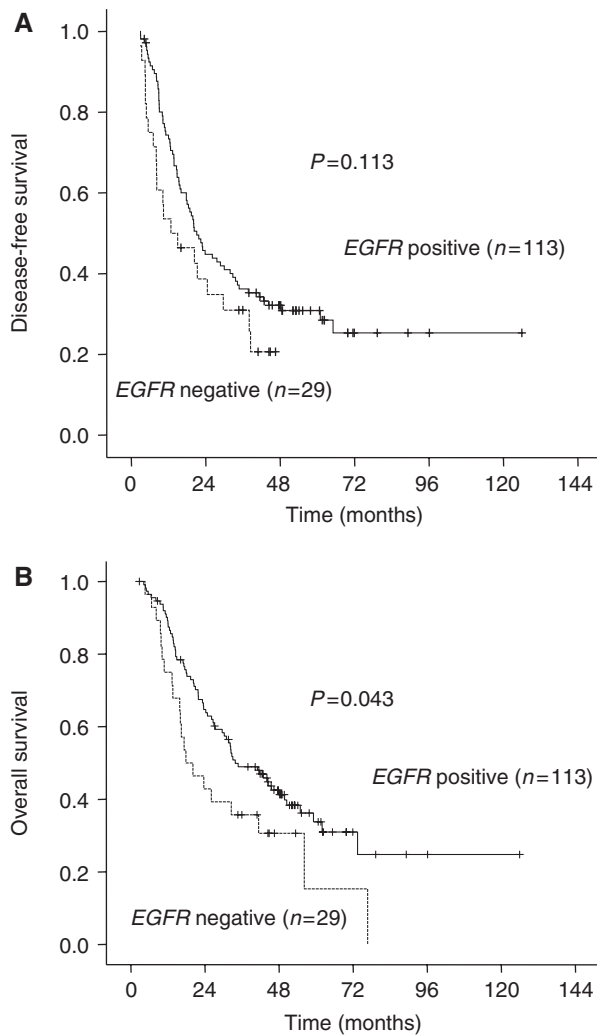 A
1.0
0.8
P=0.113
0.6
EGFR positive (n=113)
0.4
0.2
EGFR negative (n=29)
0.0
Disease-free survival
0 24 48 72 96 120 144
Time (months)
B
1.0
0.8
P=0.043
0.6
EGFR positive (n=113)
0.4
0.2
EGFR negative (n=29)
0.0
Overall survival
0 24 48 72 96 120 144
Time (months)